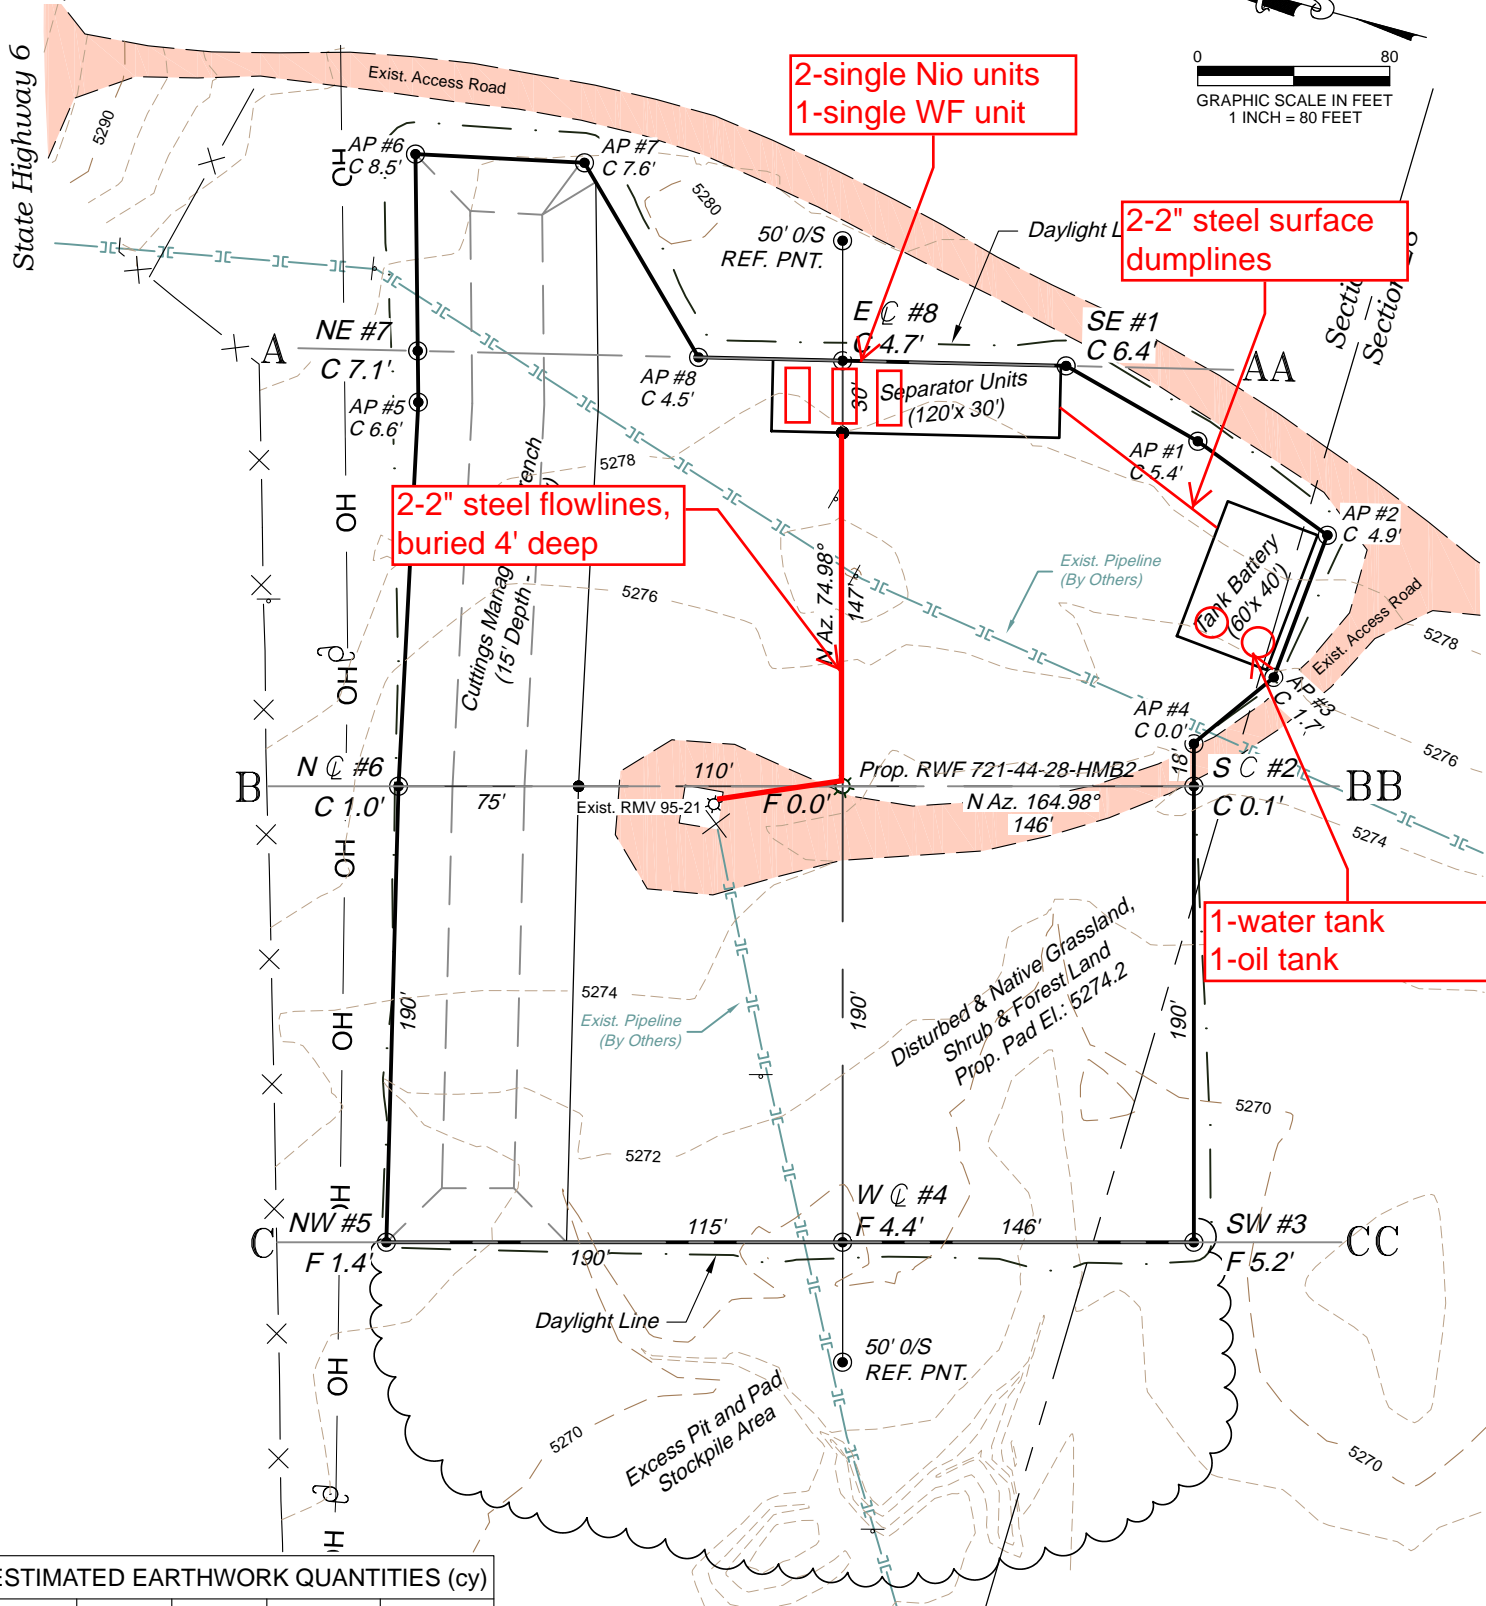 State Highway 6
0 80
GRAPHIC SCALE IN FEET
1 INCH = 80 FEET
Exist. Access Road
2-single Nio units
1-single WF unit
5290
AP #6
C 8.5'
AP #7
C 7.6'
OH
5280
50' 0/S
REF. PNT.
Daylight L
2-2" steel surface
dumplines
Section
A
NE #7
C 7.1'
E ℄ #8
C 4.7'
SE #1
C 6.4'
AA
AP #8
C 4.5'
AP #5
C 6.6'
30'
Separator Units
(120'x 30')
AP #1
C 5.4'
5278
2-2" steel flowlines,
buried 4' deep
OH
AP #2
C 4.9'
Cuttings Manag
rench
(15' Depth -
N Az. 74.98°
147'
Exist. Pipeline
(By Others)
Tank Battery
(60'x 40')
5276
Exist. Access Road
5278
OH
AP #3
C 1.7'
AP #4
C 0.0'
18'
5276
B
N ℄ #6
C 1.0'
75'
110'
Exist. RMV 95-21
F 0.0'
Prop. RWF 721-44-28-HMB2
N Az. 164.98°
146'
S C #2
C 0.1'
BB
OH
5274
1-water tank
1-oil tank
Disturbed & Native Grassland,
Shrub & Forest Land
Prop. Pad El.: 5274.2
190'
5274
Exist. Pipeline
(By Others)
190'
190'
OH
5270
5272
C
NW #5
F 1.4'
115'
190'
W ℄ #4
F 4.4'
146'
SW #3
F 5.2'
CC
Daylight Line
50' 0/S
REF. PNT.
OH
Excess Pit and Pad
Stockpile Area
5270
5270
ESTIMATED EARTHWORK QUANTITIES (cy)